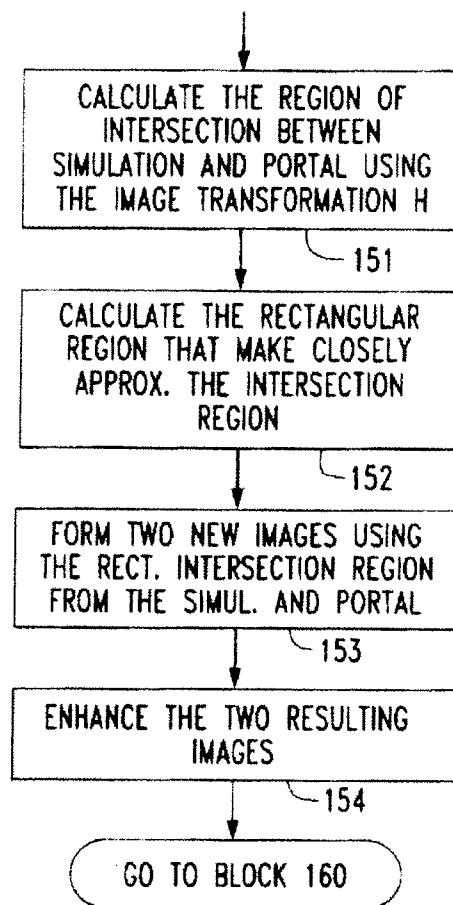 CALCULATE THE REGION OF
INTERSECTION BETWEEN
SIMULATION AND PORTAL USING
THE IMAGE TRANSFORMATION H
151
CALCULATE THE RECTANGULAR
REGION THAT MAKE CLOSELY
APPROX. THE INTERSECTION
REGION
152
FORM TWO NEW IMAGES USING
THE RECT. INTERSECTION REGION
FROM THE SIMUL. AND PORTAL
153
ENHANCE THE TWO RESULTING
IMAGES
154
GO TO BLOCK 160